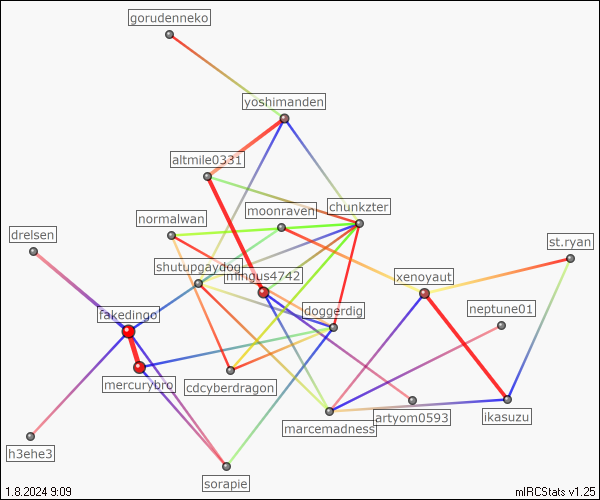 gorudenneko
yoshimanden
altmile0331
chunkzter
moonraven
normalwan
drelsen
st.ryan
shutupgaydog
mingus4742
xenoyaut
fakedingo
doggerdig
neptune01
mercurybro
cdcyberdragon
artyom0593
ikasuzu
marcemadness
h3ehe3
sorapie
1.8.2024 9:09
mIRCStats v1.25